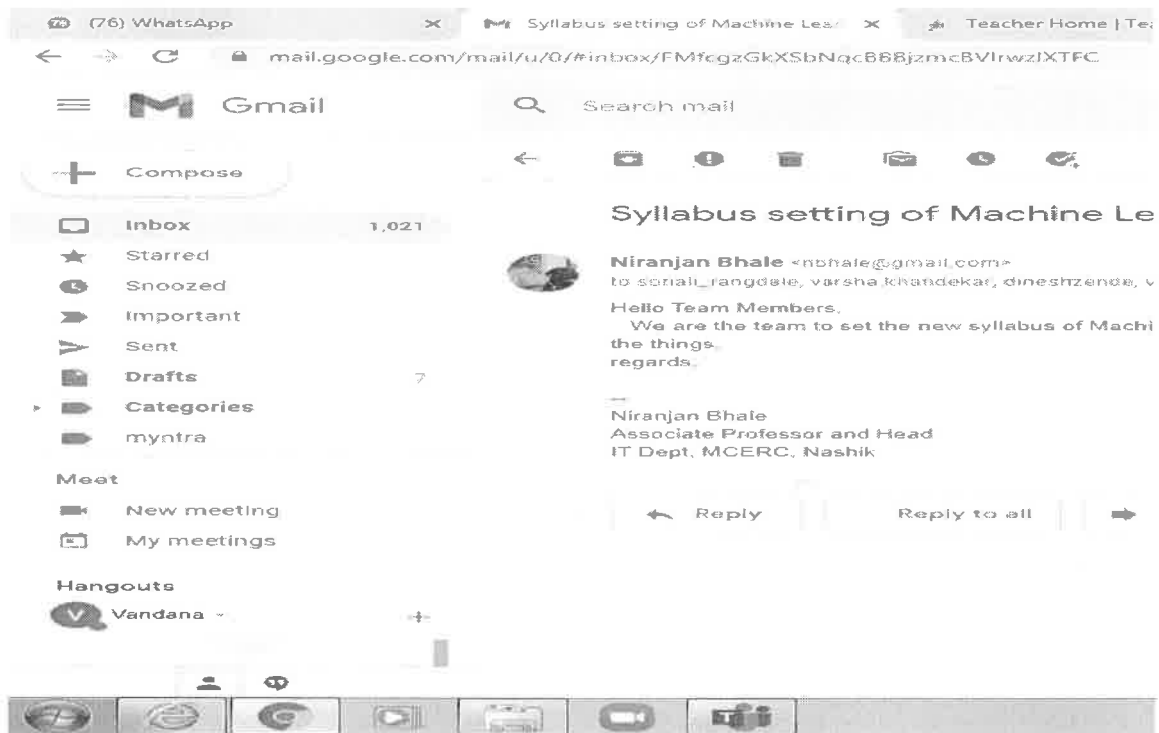 (76) WhatsApp
Syllabus setting of Machine Lea
Teacher Home | Te
mail.google.com/mail/u/0/#inbox/
Gmail
Search mail
Compose
Inbox 1,021
Starred
Snoozed
Important
Sent
Drafts 7
Categories
myntra
Meet
New meeting
My meetings
Hangouts
V Vandana
Syllabus setting of Machine Le
Niranjan Bhale <nbhale@gmail.com>
to sonali_rangdale, varsha.khandekar, dineshzende, v
Hello Team Members,
We are the team to set the new syllabus of Machi
the things.
regards,
--
Niranjan Bhale
Associate Professor and Head
IT Dept, MCERC, Nashik
Reply
Reply to all